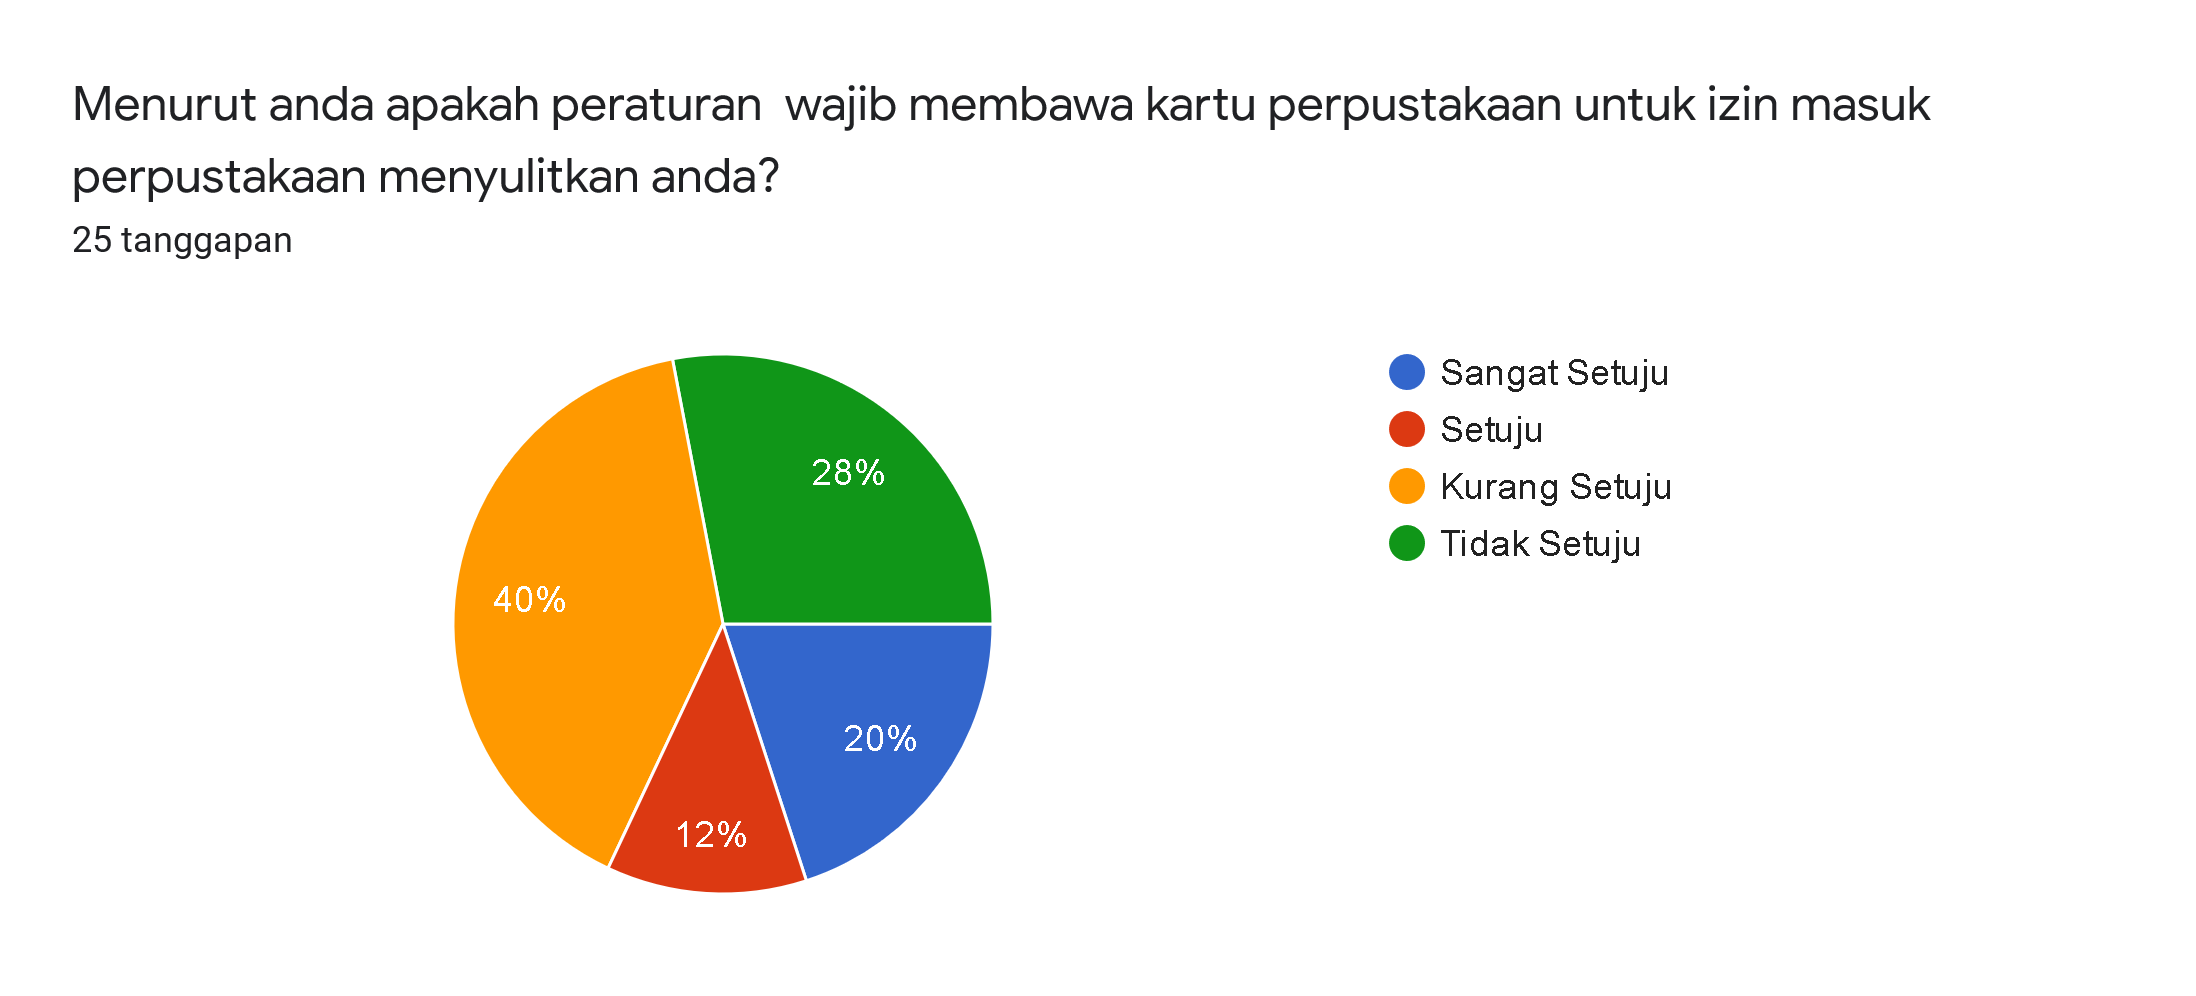 Menurut anda apakah peraturan  wajib membawa kartu perpustakaan untuk izin masuk
perpustakaan menyulitkan anda?
25 tanggapan
Sangat Setuju
Setuju
Kurang Setuju
Tidak Setuju
28%
40%
20%
12%